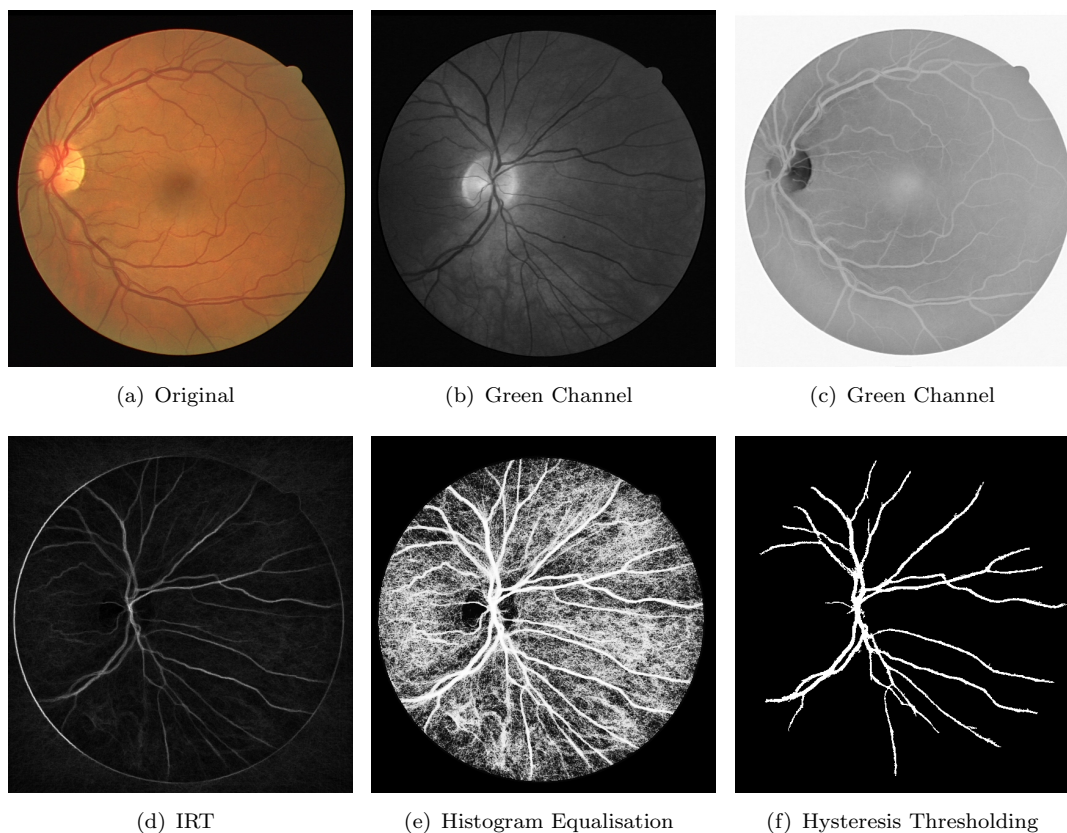 (a) Original
(b) Green Channel
(c) Green Channel
(d) IRT
(e) Histogram Equalisation
(f) Hysteresis Thresholding